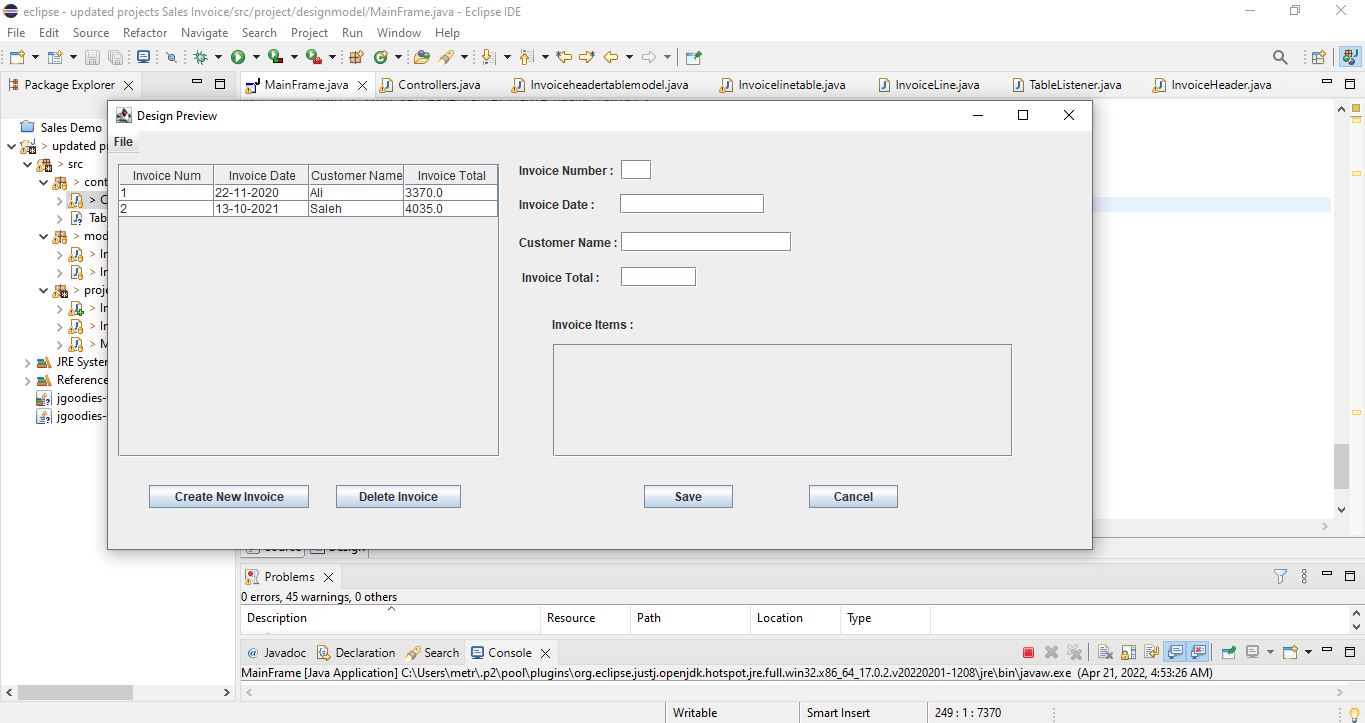 eclipse - updated projects Sales Invoice/src/project/designmodel/MainFrame.java - Eclipse IDE
File Edit Source Refactor Navigate Search Project Run Window Help
Package Explorer
MainFrame.java Controllers.java Invoiceheadertablemodel.java Invoicelinetable.java InvoiceLine.java TableListener.java InvoiceHeader.java
Sales Demo
> updated p
> src
> cont
> C
Tab
> mod
> In
> In
> proje
> In
> In
> M
JRE System
Reference
jgoodies-
jgoodies-
Design Preview
File
Invoice Num Invoice Date Customer Name Invoice Total
1 22-11-2020 Ali 3370.0
2 13-10-2021 Saleh 4035.0
Invoice Number :
Invoice Date :
Customer Name :
Invoice Total :
Invoice Items :
Create New Invoice Delete Invoice Save Cancel
Source Design
Problems
0 errors, 45 warnings, 0 others
Description Resource Path Location Type
@ Javadoc Declaration Search Console
MainFrame [Java Application] C:\Users\metr\.p2\pool\plugins\org.eclipse.justj.openjdk.hotspot.jre.full.win32.x86_64_17.0.2.v20220201-1208\jre\bin\javaw.exe (Apr 21, 2022, 4:53:26 AM)
Writable Smart Insert 249 : 1 : 7370